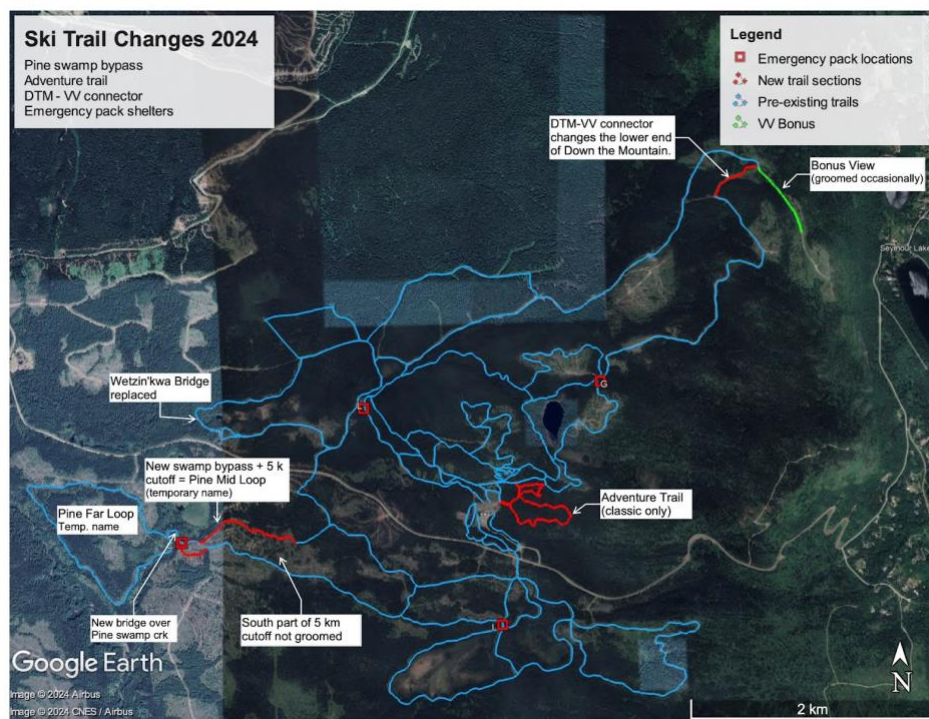 Ski Trail Changes 2024
Pine swamp bypass
Adventure trail
DTM - VV connector
Emergency pack shelters
Legend
Emergency pack locations
New trail sections
Pre-existing trails
VV Bonus
DTM-VV connector
changes the lower end
of Down the Mountain.
Bonus View
(groomed occasionally)
Seymour Lake
G
Wetzin'kwa Bridge
replaced
New swamp bypass + 5 k
cutoff = Pine Mid Loop
(temporary name)
Adventure Trail
(classic only)
Pine Far Loop
Temp. name
New bridge over
Pine swamp crk
South part of 5 km
cutoff not groomed
Google Earth
Image © 2024 Airbus
Image © 2024 CNES / Airbus
N
2 km